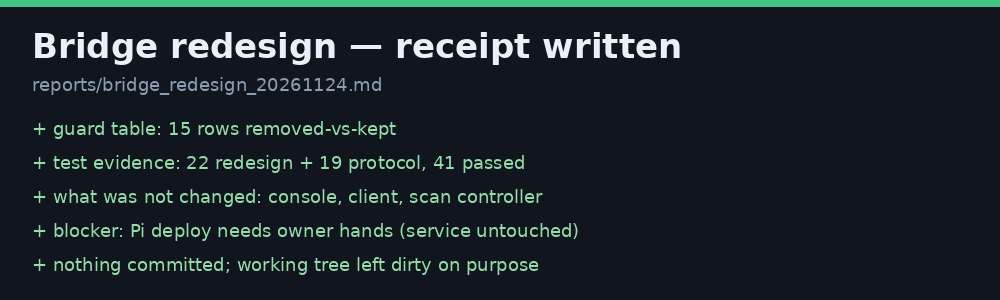 Bridge redesign — receipt written
reports/bridge_redesign_20261124.md
+ guard table: 15 rows removed-vs-kept
+ test evidence: 22 redesign + 19 protocol, 41 passed
+ what was not changed: console, client, scan controller
+ blocker: Pi deploy needs owner hands (service untouched)
+ nothing committed; working tree left dirty on purpose